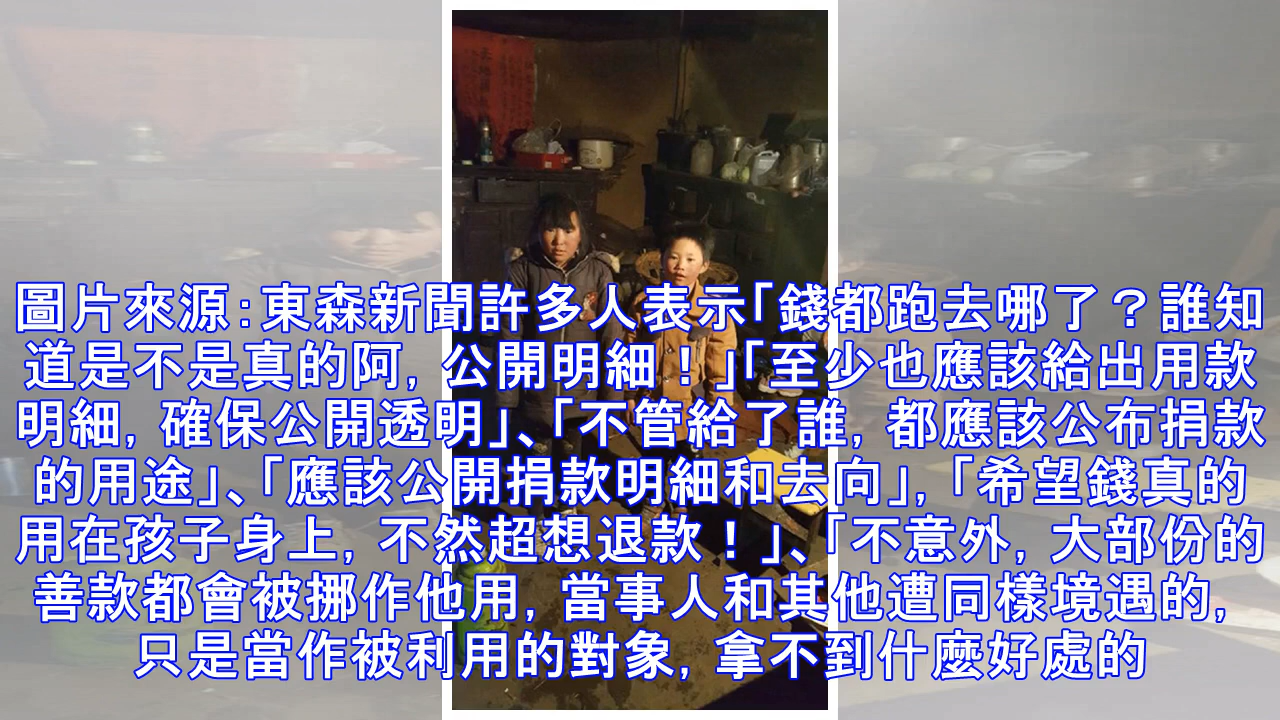 圖片來源：東森新聞許多人表示「錢都跑去哪了？誰知
道是不是真的阿，公開明細！」「至少也應該給出用款
明細，確保公開透明」、「不管給了誰，都應該公布捐款
的用途」、「應該公開捐款明細和去向」，「希望錢真的
用在孩子身上，不然超想退款！」、「不意外，大部份的
善款都會被挪作他用，當事人和其他遭同樣境遇的，
只是當作被利用的對象，拿不到什麼好處的